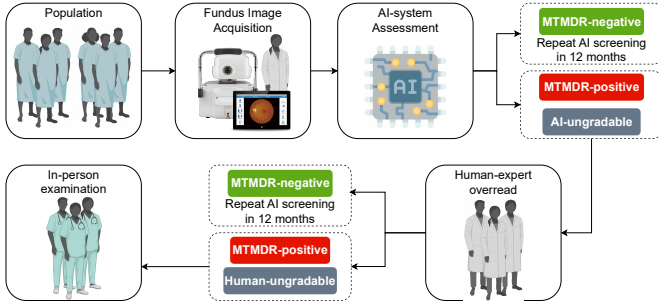 Population
Fundus Image
Acquisition
AI-system
Assessment
AI
MTMDR-negative
Repeat AI screening
in 12 months
MTMDR-positive
AI-ungradable
In-person
examination
MTMDR-negative
Repeat AI screening
in 12 months
MTMDR-positive
Human-ungradable
Human-expert
overread